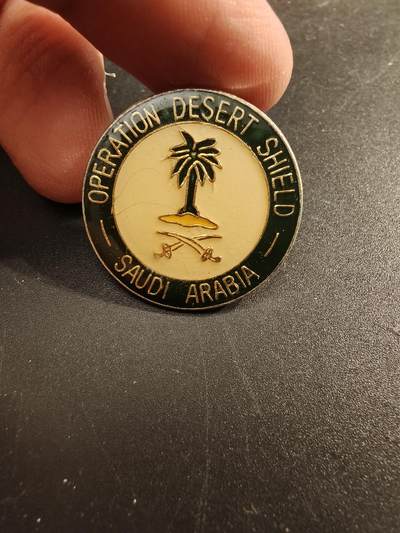 OPERATION DESERT SHIELD
SAUDI ARABIA